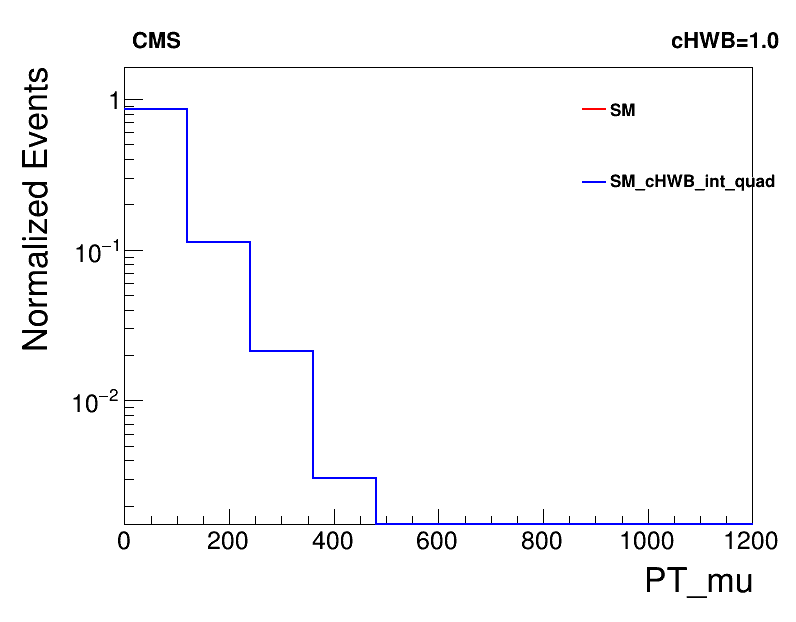 CMS
cHWB=1.0
Normalized Events
1
10−1
10−2
SM
SM_cHWB_int_quad
0 200 400 600 800 1000 1200
PT_mu